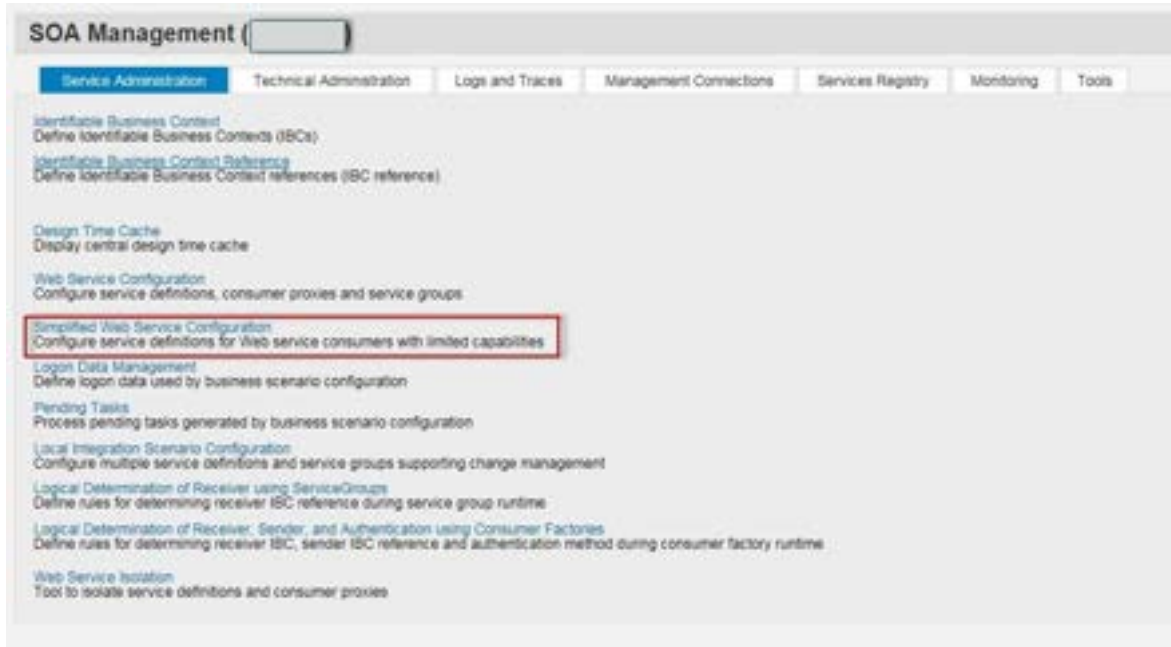 SOA Management ( )
Service Administration Technical Administration Logs and Traces Management Connections Services Registry Monitoring Tools
Identifiable Business Context
Define Identifiable Business Contexts (IBCs)
Identifiable Business Context Reference
Define Identifiable Business Context references (IBC reference)
Design Time Cache
Display central design time cache
Web Service Configuration
Configure service definitions, consumer proxies and service groups
Simplified Web Service Configuration
Configure service definitions for Web service consumers with limited capabilities
Logon Data Management
Define logon data used by business scenario configuration
Pending Tasks
Process pending tasks generated by business scenario configuration
Local Integration Scenario Configuration
Configure multiple service definitions and service groups supporting change management
Logical Determination of Receiver using ServiceGroups
Define rules for determining receiver IBC reference during service group runtime
Logical Determination of Receiver, Sender, and Authentication using Consumer Factories
Define rules for determining receiver IBC, sender IBC reference and authentication method during consumer factory runtime
Web Service Isolation
Tool to isolate service definitions and consumer proxies